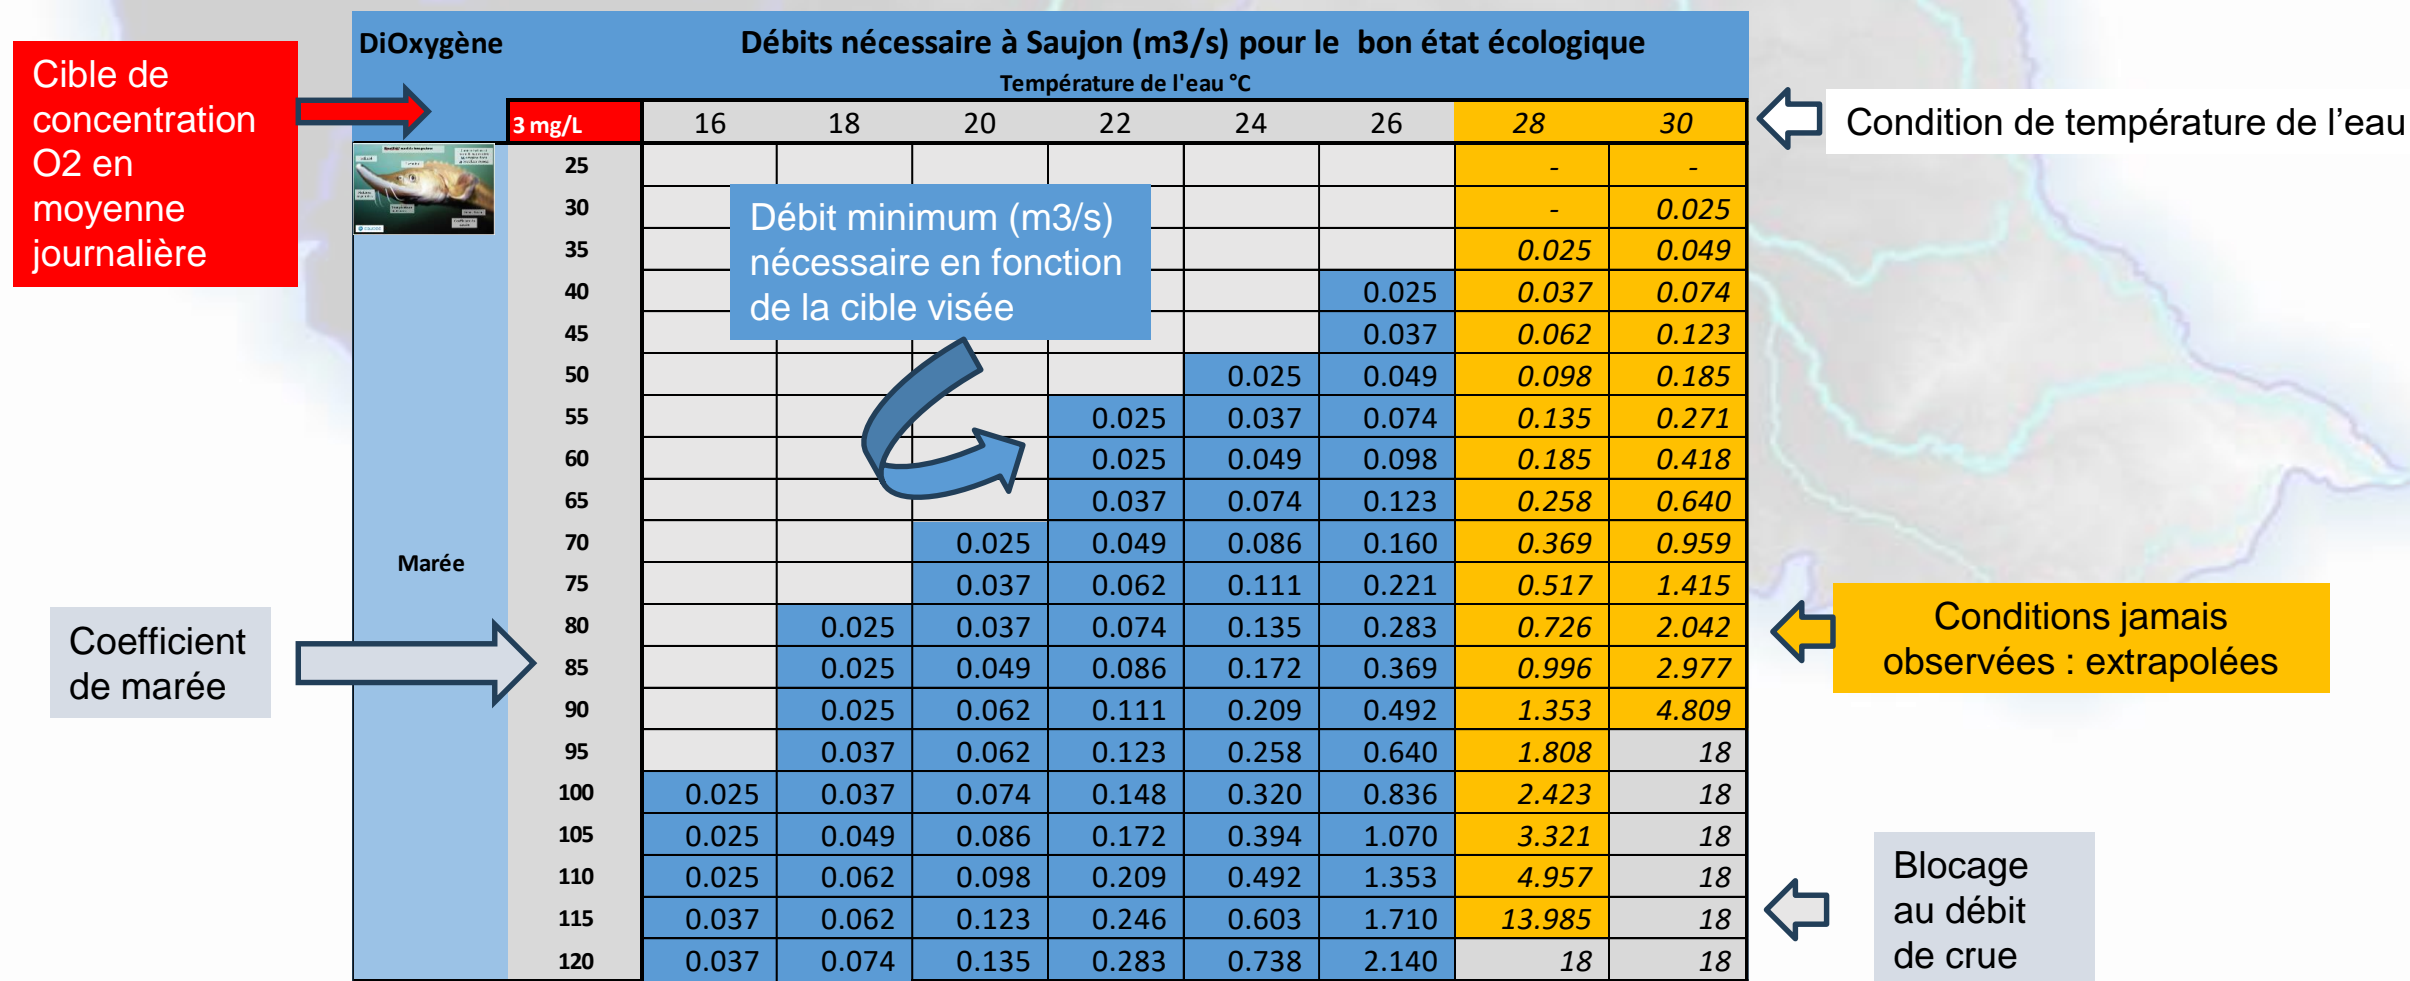 DiOxygène
Débits nécessaire à Saujon (m3/s) pour le  bon état écologique
Température de l'eau °C
Cible de
concentration
O2 en
moyenne
journalière
3 mg/L 16 18 20 22 24 26 28 30
Condition de température de l’eau
25 - -
30 - 0.025
35 0.025 0.049
40 0.025 0.037 0.074
45 0.037 0.062 0.123
50 0.025 0.049 0.098 0.185
55 0.025 0.037 0.074 0.135 0.271
60 0.025 0.049 0.098 0.185 0.418
65 0.037 0.074 0.123 0.258 0.640
70 0.025 0.049 0.086 0.160 0.369 0.959
75 0.037 0.062 0.111 0.221 0.517 1.415
80 0.025 0.037 0.074 0.135 0.283 0.726 2.042
85 0.025 0.049 0.086 0.172 0.369 0.996 2.977
90 0.025 0.062 0.111 0.209 0.492 1.353 4.809
95 0.037 0.062 0.123 0.258 0.640 1.808 18
100 0.025 0.037 0.074 0.148 0.320 0.836 2.423 18
105 0.025 0.049 0.086 0.172 0.394 1.070 3.321 18
110 0.025 0.062 0.098 0.209 0.492 1.353 4.957 18
115 0.037 0.062 0.123 0.246 0.603 1.710 13.985 18
120 0.037 0.074 0.135 0.283 0.738 2.140 18 18
Débit minimum (m3/s)
nécessaire en fonction
de la cible visée
Marée
Coefficient
de marée
Conditions jamais
observées : extrapolées
Blocage
au débit
de crue